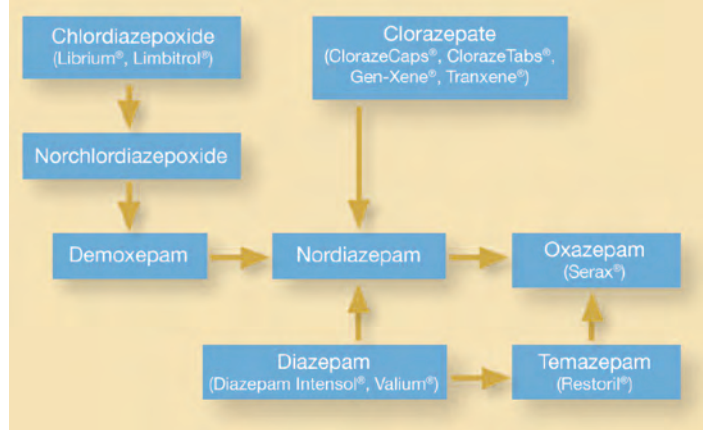 Chlordiazepoxide
(Librium®, Limbitrol®)
Clorazepate
(ClorazeCaps®, ClorazeTabs®,
Gen-Xene®, Tranxene®)
Norchlordiazepoxide
Demoxepam
Nordiazepam
Oxazepam
(Serax®)
Diazepam
(Diazepam Intensol®, Valium®)
Temazepam
(Restoril®)